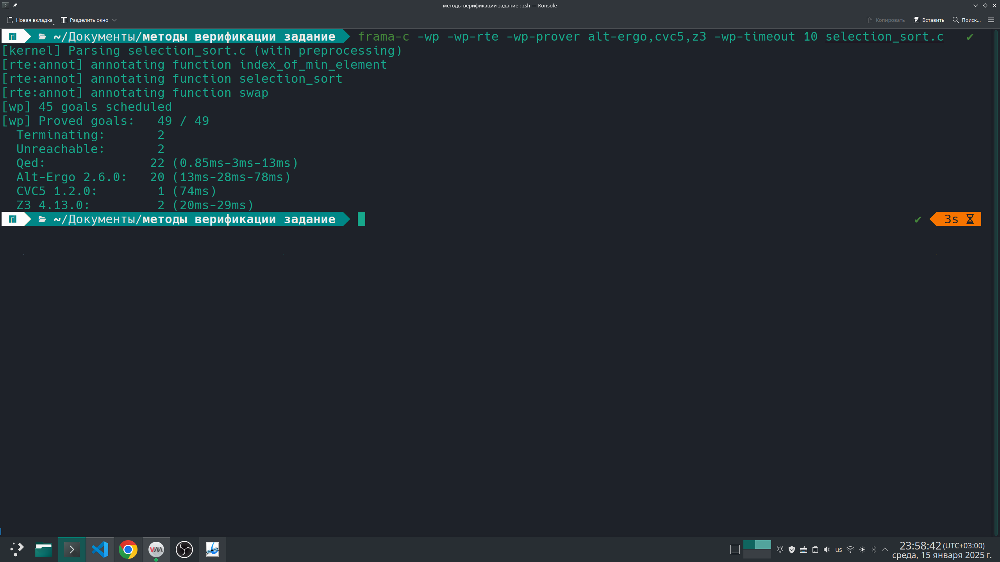 методы верификации задание : zsh — Konsole
Новая вкладка Разделить окно Копировать Вставить Поиск...
~/Документы/методы верификации задание frama-c -wp -wp-rte -wp-prover alt-ergo,cvc5,z3 -wp-timeout 10 selection_sort.c ✔
[kernel] Parsing selection_sort.c (with preprocessing)
[rte:annot] annotating function index_of_min_element
[rte:annot] annotating function selection_sort
[rte:annot] annotating function swap
[wp] 45 goals scheduled
[wp] Proved goals:   49 / 49
  Terminating:       2
  Unreachable:       2
  Qed:              22 (0.85ms-3ms-13ms)
  Alt-Ergo 2.6.0:   20 (13ms-28ms-78ms)
  CVC5 1.2.0:        1 (74ms)
  Z3 4.13.0:         2 (20ms-29ms)
~/Документы/методы верификации задание ✔ 3s
us 23:58:42 (UTC+03:00)
среда, 15 января 2025 г.